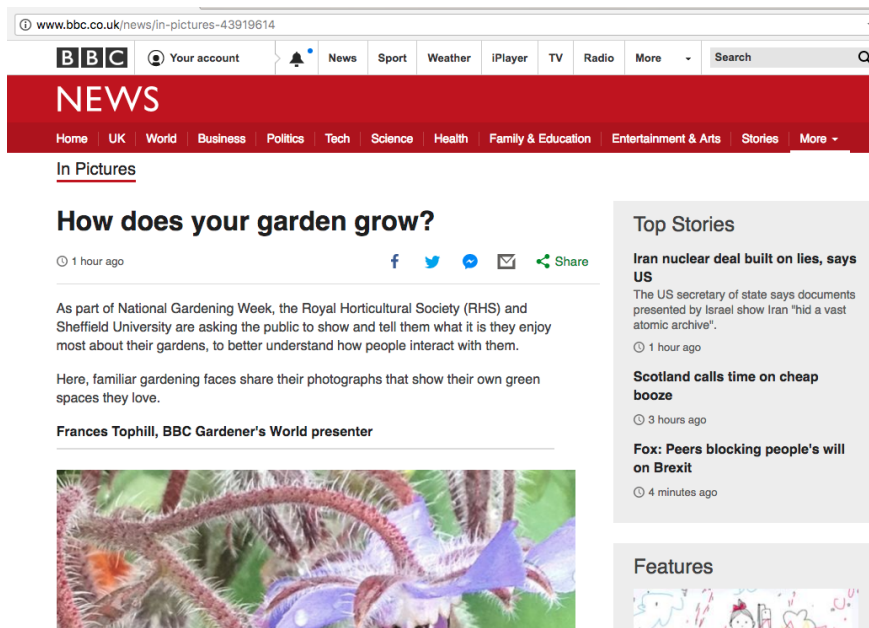 www.bbc.co.uk/news/in-pictures-43919614
BBC Your account News Sport Weather iPlayer TV Radio More Search
NEWS
Home UK World Business Politics Tech Science Health Family & Education Entertainment & Arts Stories More
In Pictures
How does your garden grow?
1 hour ago
Share
As part of National Gardening Week, the Royal Horticultural Society (RHS) and
Sheffield University are asking the public to show and tell them what it is they enjoy
most about their gardens, to better understand how people interact with them.
Here, familiar gardening faces share their photographs that show their own green
spaces they love.
Frances Tophill, BBC Gardener's World presenter
Top Stories
Iran nuclear deal built on lies, says
US
The US secretary of state says documents
presented by Israel show Iran "hid a vast
atomic archive".
1 hour ago
Scotland calls time on cheap
booze
3 hours ago
Fox: Peers blocking people's will
on Brexit
4 minutes ago
Features